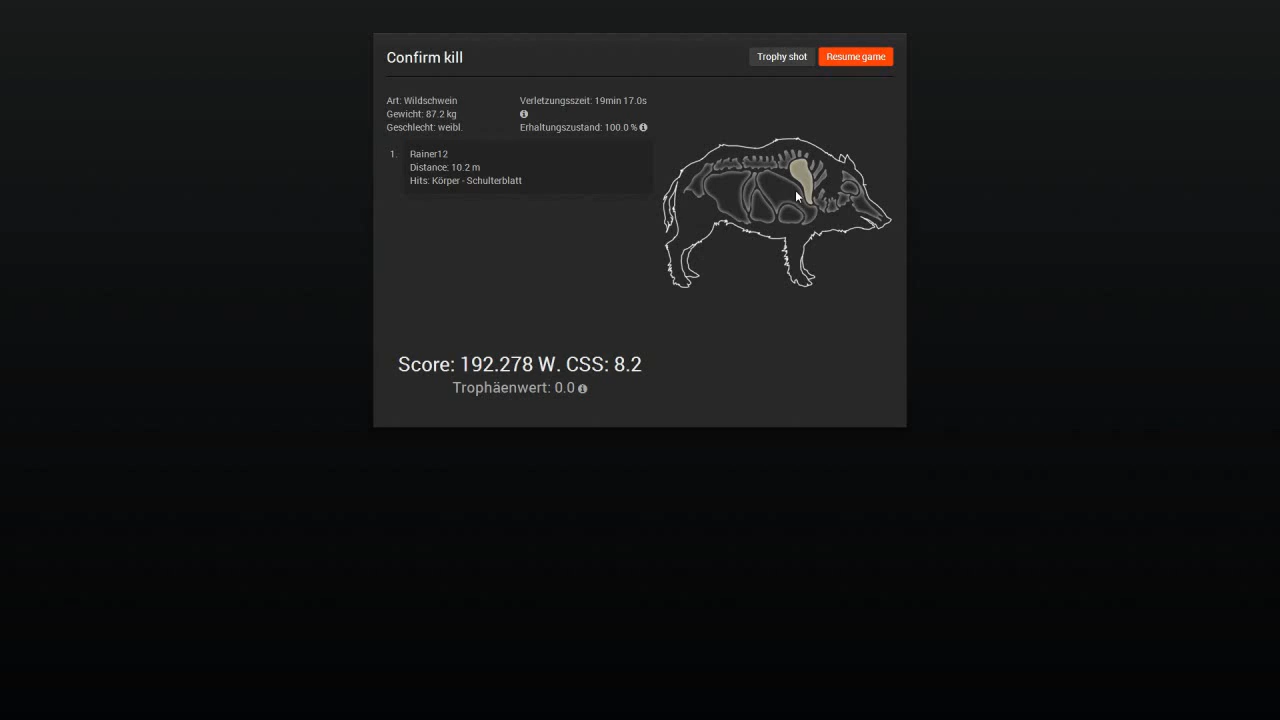 Confirm kill
Trophy shot
Resume game
Art: Wildschwein
Gewicht: 87.2 kg
Geschlecht: weibl.
Verletzungsszeit: 19min 17.0s
Erhaltungszustand: 100.0 %
1.
Rainer12
Distance: 10.2 m
Hits: Körper - Schulterblatt
Score: 192.278 W. CSS: 8.2
Trophäenwert: 0.0